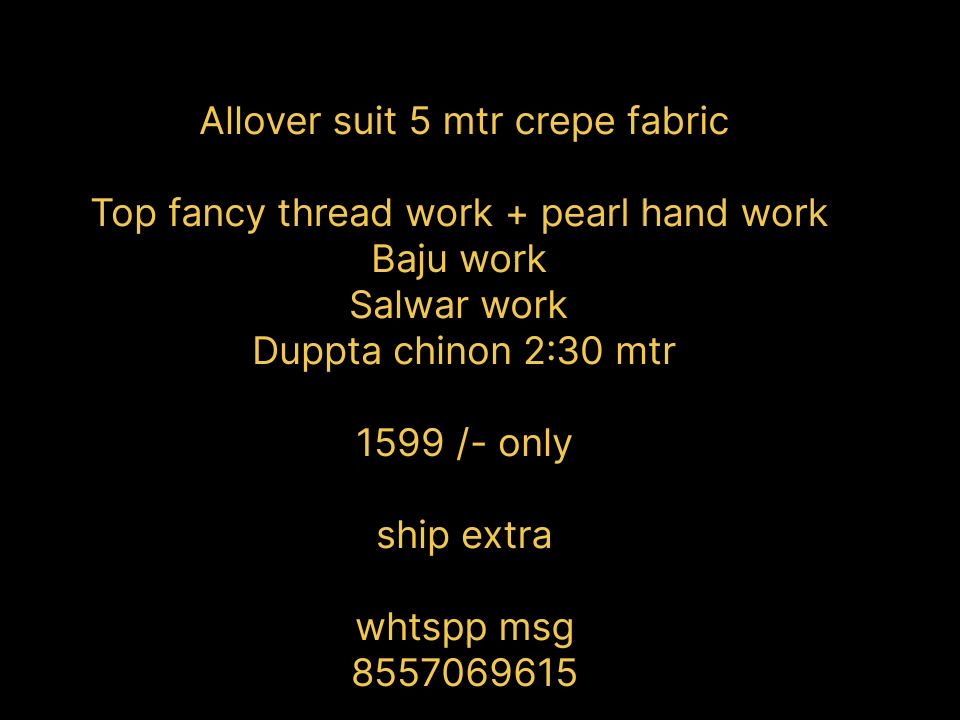 Allover suit 5 mtr crepe fabric
Top fancy thread work + pearl hand work
Baju work
Salwar work
Duppta chinon 2:30 mtr
1599 /- only
ship extra
whtspp msg
8557069615